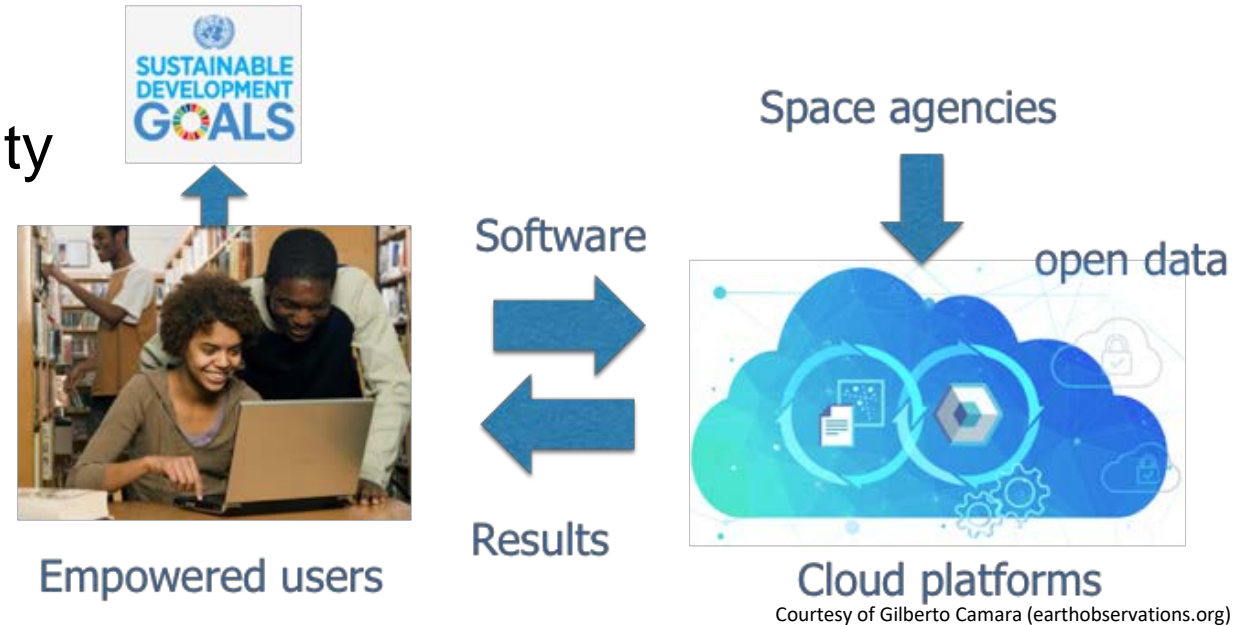 SUSTAINABLE
DEVELOPMENT
GOALS
ty
Space agencies
Software
open data
Results
Empowered users
Cloud platforms
Courtesy of Gilberto Camara (earthobservations.org)